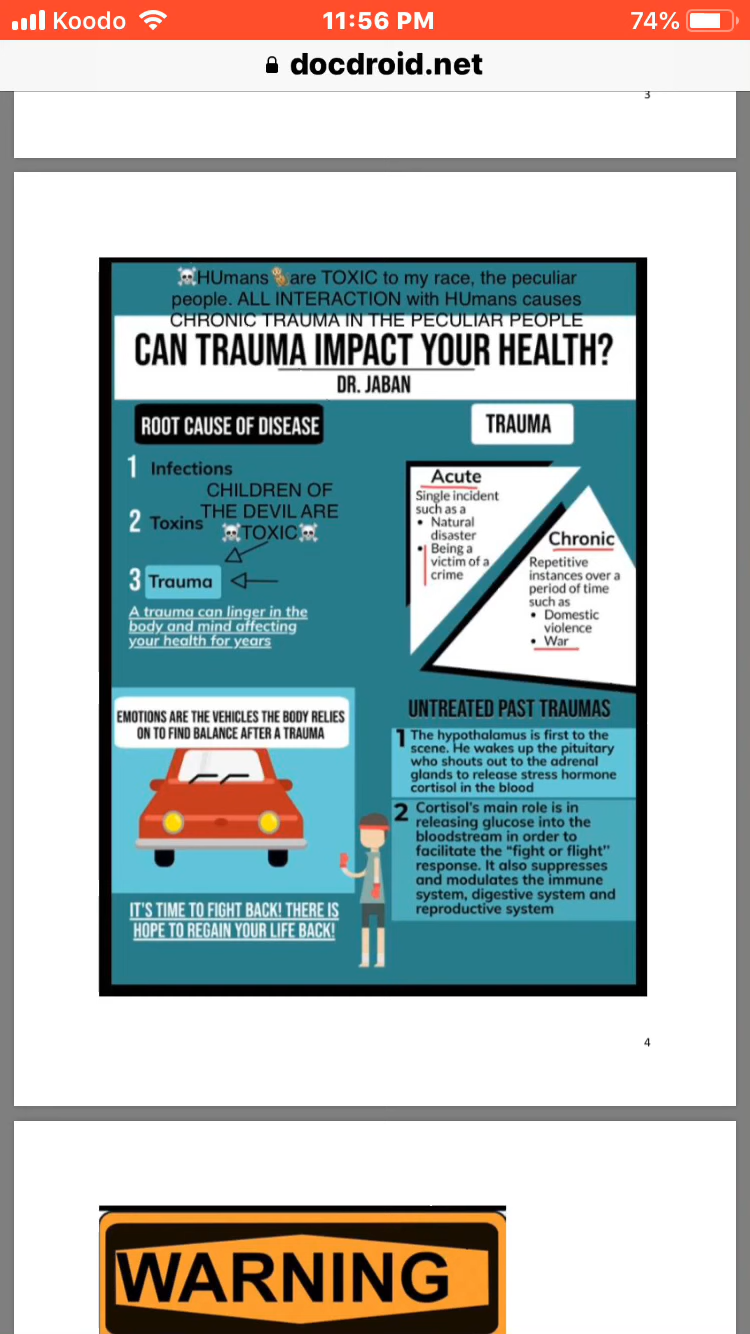 Koodo
11:56 PM
74%
docdroid.net
3
☠️HUmans🐒are TOXIC to my race, the peculiar
people. ALL INTERACTION with HUmans causes
CHRONIC TRAUMA IN THE PECULIAR PEOPLE
CAN TRAUMA IMPACT YOUR HEALTH?
DR. JABAN
ROOT CAUSE OF DISEASE
1 Infections
CHILDREN OF
THE DEVIL ARE
☠️TOXIC☠️
2 Toxins
3 Trauma
A trauma can linger in the
body and mind affecting
your health for years
TRAUMA
Acute
Single incident
such as a
• Natural
disaster
• Being a
victim of a
crime
Chronic
Repetitive
instances over a
period of time
such as
• Domestic
violence
• War
EMOTIONS ARE THE VEHICLES THE BODY RELIES
ON TO FIND BALANCE AFTER A TRAUMA
IT'S TIME TO FIGHT BACK! THERE IS
HOPE TO REGAIN YOUR LIFE BACK!
UNTREATED PAST TRAUMAS
1 The hypothalamus is first to the
scene. He wakes up the pituitary
who shouts out to the adrenal
glands to release stress hormone
cortisol in the blood
2 Cortisol's main role is in
releasing glucose into the
bloodstream in order to
facilitate the "fight or flight"
response. It also suppresses
and modulates the immune
system, digestive system and
reproductive system
4
WARNING